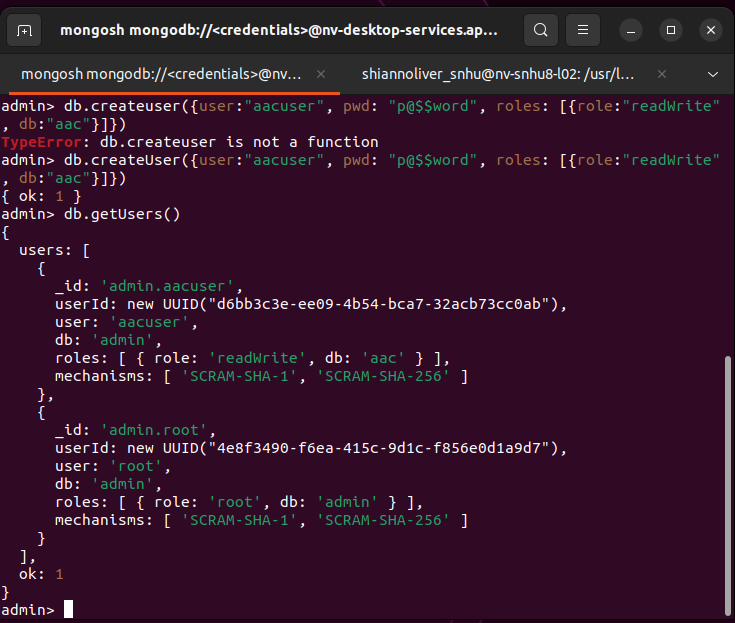 mongosh mongodb://<credentials>@nv-desktop-services.ap...
mongosh mongodb://<credentials>@nv... × shiannoliver_snhu@nv-snhu8-l02: /usr/l... ×
admin> db.createuser({user:"aacuser", pwd: "p@$$word", roles: [{role:"readWrite"
, db:"aac"}]})
TypeError: db.createuser is not a function
admin> db.createUser({user:"aacuser", pwd: "p@$$word", roles: [{role:"readWrite"
, db:"aac"}]})
{ ok: 1 }
admin> db.getUsers()
{
  users: [
    {
      _id: 'admin.aacuser',
      userId: new UUID("d6bb3c3e-ee09-4b54-bca7-32acb73cc0ab"),
      user: 'aacuser',
      db: 'admin',
      roles: [ { role: 'readWrite', db: 'aac' } ],
      mechanisms: [ 'SCRAM-SHA-1', 'SCRAM-SHA-256' ]
    },
    {
      _id: 'admin.root',
      userId: new UUID("4e8f3490-f6ea-415c-9d1c-f856e0d1a9d7"),
      user: 'root',
      db: 'admin',
      roles: [ { role: 'root', db: 'admin' } ],
      mechanisms: [ 'SCRAM-SHA-1', 'SCRAM-SHA-256' ]
    }
  ],
  ok: 1
}
admin>